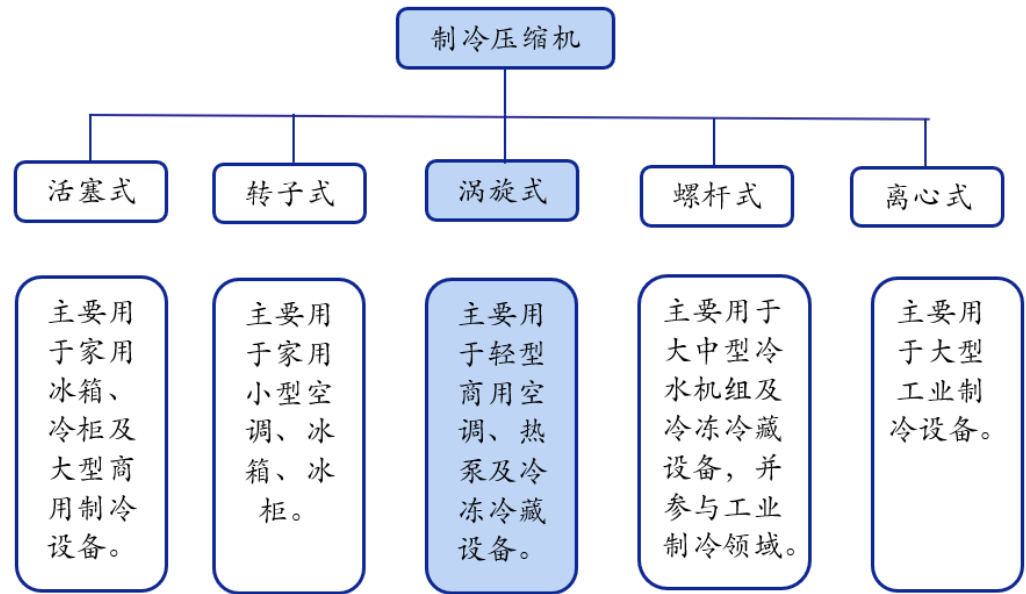 制冷压缩机
活塞式
转子式
涡旋式
螺杆式
离心式
主要用
于家用
冰箱、
冷柜及
大型商
用制冷
设备。
主要用
于家用
小型空
调、冰
箱、冰
柜。
主要用
于轻型
商用空
调、热
泵及冷
冻冷藏
设备。
主要用于
大中型冷
水机组及
冷冻冷藏
设备，并
参与工业
制冷领域。
主要用
于大型
工业制
冷设备。